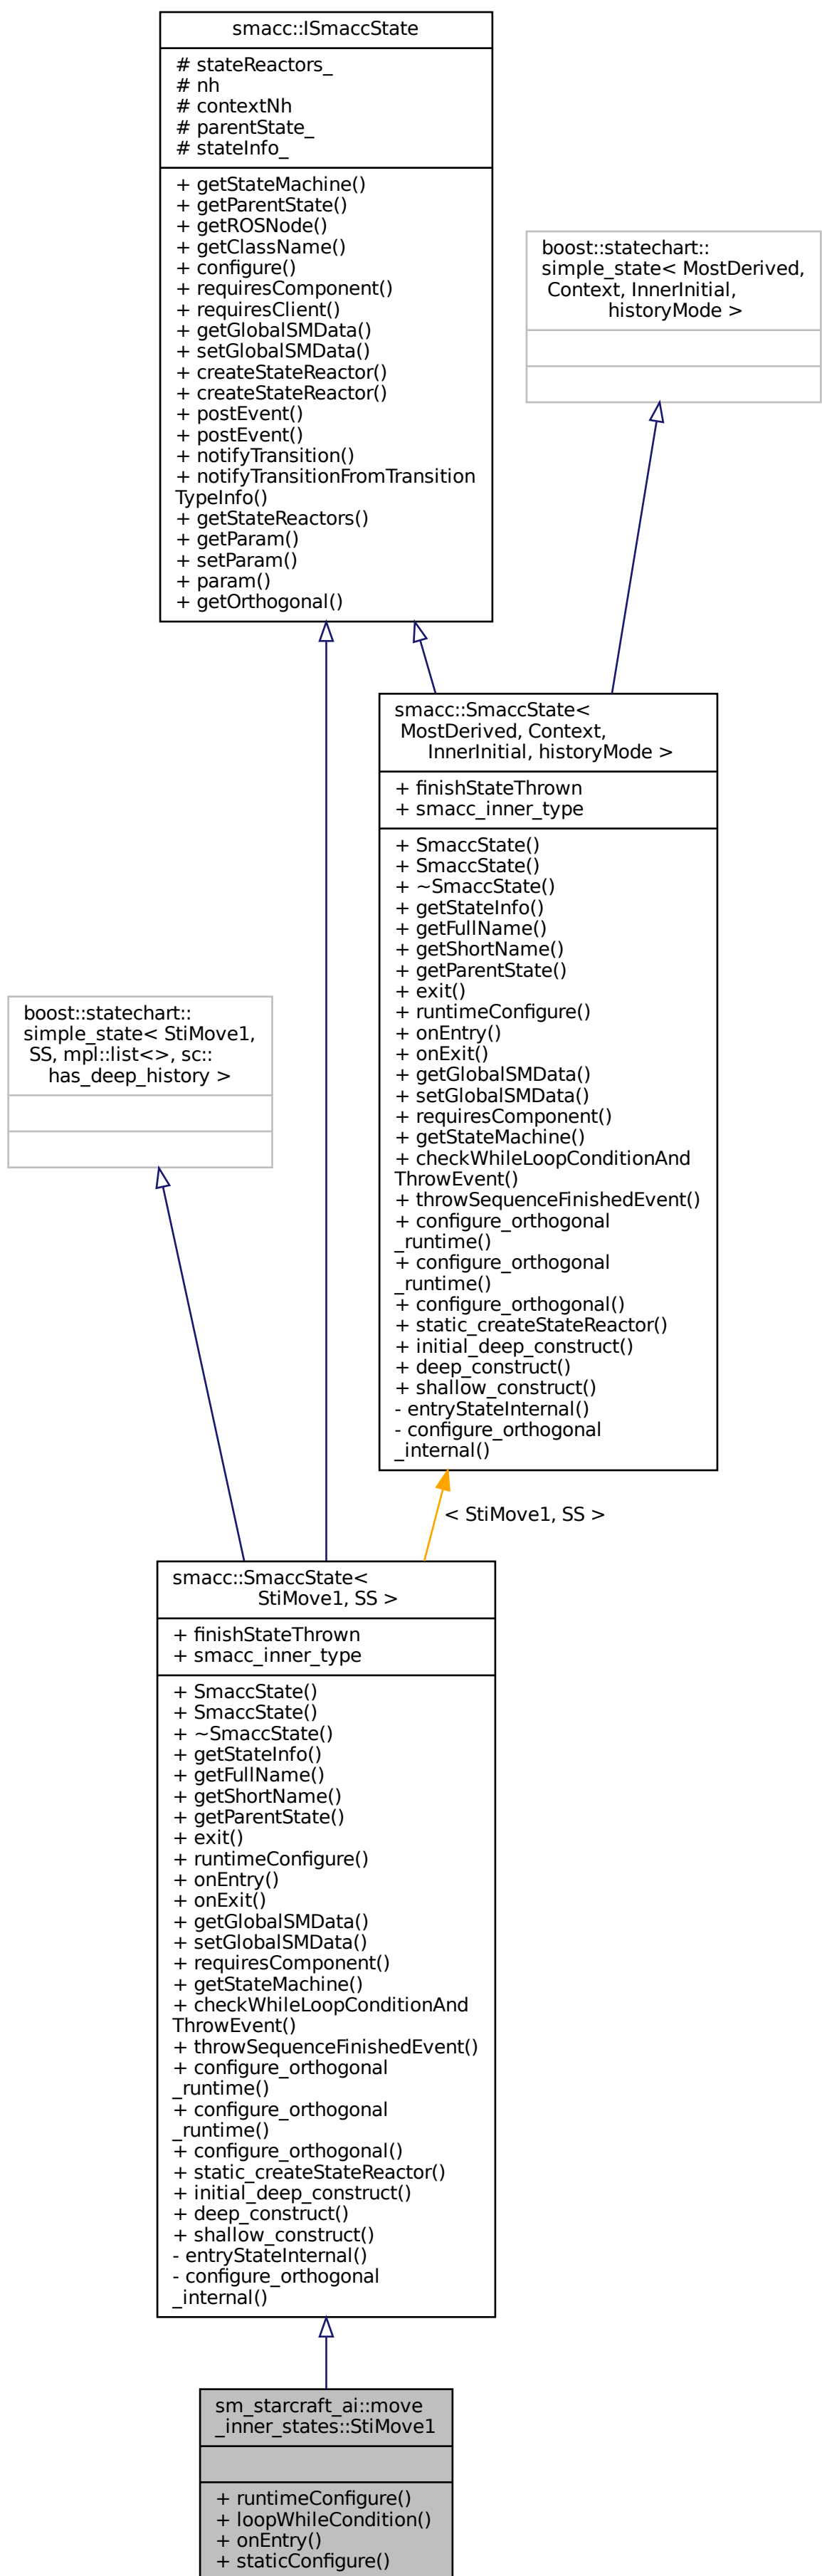 smacc::ISmaccState
# stateReactors_
# nh
# contextNh
# parentState_
# stateInfo_
+ getStateMachine()
+ getParentState()
+ getROSNode()
+ getClassName()
+ configure()
+ requiresComponent()
+ requiresClient()
+ getGlobalSMData()
+ setGlobalSMData()
+ createStateReactor()
+ createStateReactor()
+ postEvent()
+ postEvent()
+ notifyTransition()
+ notifyTransitionFromTransition
TypeInfo()
+ getStateReactors()
+ getParam()
+ setParam()
+ param()
+ getOrthogonal()
boost::statechart::
simple_state< MostDerived,
Context, InnerInitial,
historyMode >
smacc::SmaccState<
MostDerived, Context,
InnerInitial, historyMode >
+ finishStateThrown
+ smacc_inner_type
+ SmaccState()
+ SmaccState()
+ ~SmaccState()
+ getStateInfo()
+ getFullName()
+ getShortName()
+ getParentState()
+ exit()
+ runtimeConfigure()
+ onEntry()
+ onExit()
+ getGlobalSMData()
+ setGlobalSMData()
+ requiresComponent()
+ getStateMachine()
+ checkWhileLoopConditionAnd
ThrowEvent()
+ throwSequenceFinishedEvent()
+ configure_orthogonal
_runtime()
+ configure_orthogonal
_runtime()
+ configure_orthogonal()
+ static_createStateReactor()
+ initial_deep_construct()
+ deep_construct()
+ shallow_construct()
- entryStateInternal()
- configure_orthogonal
_internal()
boost::statechart::
simple_state< StiMove1,
SS, mpl::list<>, sc::
has_deep_history >
< StiMove1, SS >
smacc::SmaccState<
StiMove1, SS >
+ finishStateThrown
+ smacc_inner_type
+ SmaccState()
+ SmaccState()
+ ~SmaccState()
+ getStateInfo()
+ getFullName()
+ getShortName()
+ getParentState()
+ exit()
+ runtimeConfigure()
+ onEntry()
+ onExit()
+ getGlobalSMData()
+ setGlobalSMData()
+ requiresComponent()
+ getStateMachine()
+ checkWhileLoopConditionAnd
ThrowEvent()
+ throwSequenceFinishedEvent()
+ configure_orthogonal
_runtime()
+ configure_orthogonal
_runtime()
+ configure_orthogonal()
+ static_createStateReactor()
+ initial_deep_construct()
+ deep_construct()
+ shallow_construct()
- entryStateInternal()
- configure_orthogonal
_internal()
sm_starcraft_ai::move
_inner_states::StiMove1
+ runtimeConfigure()
+ loopWhileCondition()
+ onEntry()
+ staticConfigure()